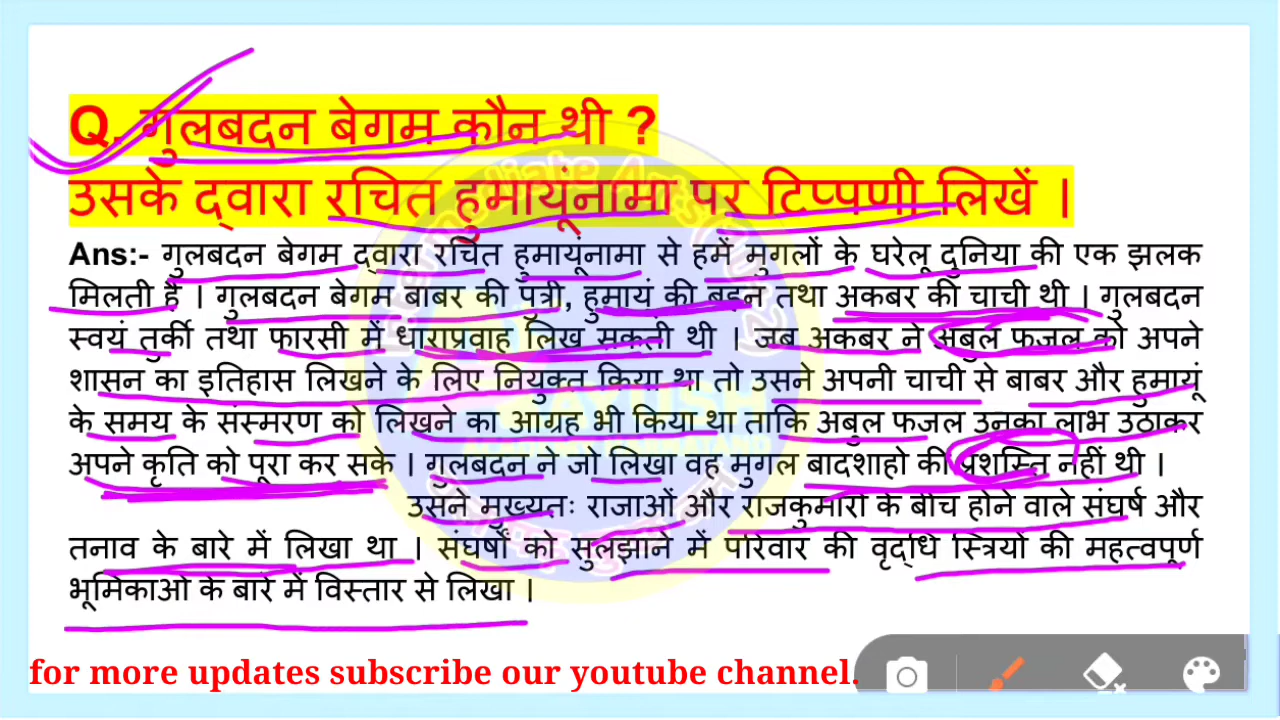 Q. गुलबदन बेगम कौन थी ?
उसके द्वारा रचित हुमायूंनामा पर टिप्पणी लिखें ।
Ans:- गुलबदन बेगम द्वारा रचित हुमायूंनामा से हमें मुगलों के घरेलू दुनिया की एक झलक
मिलती है । गुलबदन बेगम बाबर की पुत्री, हुमायूं की बहन तथा अकबर की चाची थी । गुलबदन
स्वयं तुर्की तथा फारसी में धाराप्रवाह लिख सकती थी । जब अकबर ने अबुल फजल को अपने
शासन का इतिहास लिखने के लिए नियुक्त किया था तो उसने अपनी चाची से बाबर और हुमायूं
के समय के संस्मरण को लिखने का आग्रह भी किया था ताकि अबुल फजल उनका लाभ उठाकर
अपने कृति को पूरा कर सके । गुलबदन ने जो लिखा वह मुगल बादशाहो की प्रशस्ति नहीं थी ।
उसने मुख्यतः राजाओं और राजकुमारों के बीच होने वाले संघर्ष और
तनाव के बारे में लिखा था । संघर्षों को सुलझाने में परिवार की वृद्धि स्त्रियों की महत्वपूर्ण
भूमिकाओं के बारे में विस्तार से लिखा ।
for more updates subscribe our youtube channel.